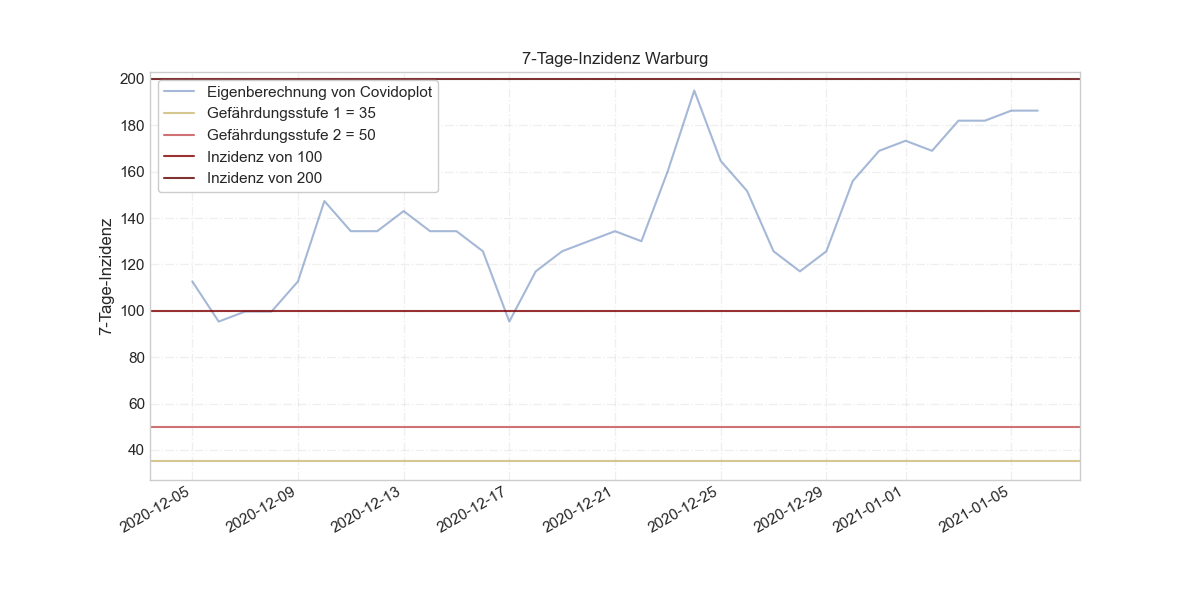 7-Tage-Inzidenz Warburg
Eigenberechnung von Covidoplot
Gefährdungsstufe 1 = 35
Gefährdungsstufe 2 = 50
Inzidenz von 100
Inzidenz von 200
7-Tage-Inzidenz
200
180
160
140
120
100
80
60
40
2020-12-05
2020-12-09
2020-12-13
2020-12-17
2020-12-21
2020-12-25
2020-12-29
2021-01-01
2021-01-05